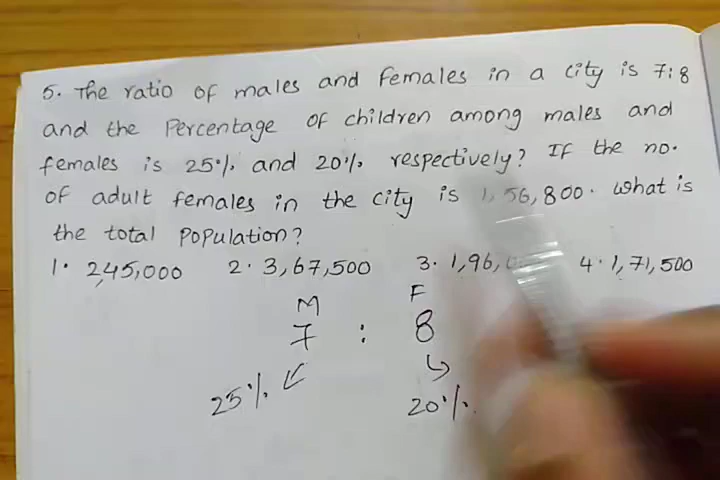 5. The ratio of males and Females in a city is 7:8
and the Percentage of children among males and
females is 25% and 20% respectively? If the no.
of adult females in the city is 1,56,800. What is
the total Population?
1. 2,45,000 2. 3,67,500 3. 1,96, 4. 1,71,500
M F
7 : 8
25% 20%